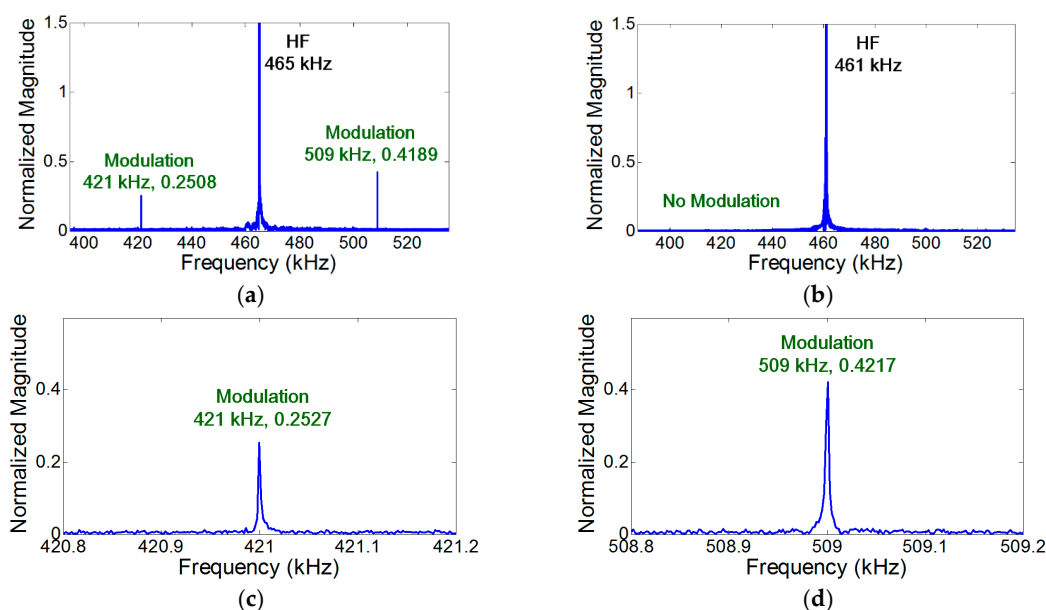 1.5
1
0.5
0
Normalized Magnitude
HF
465 kHz
Modulation
421 kHz, 0.2508
Modulation
509 kHz, 0.4189
400 420 440 460 480 500 520
Frequency (kHz)
(a)
1.5
1
0.5
0
Normalized Magnitude
HF
461 kHz
No Modulation
400 420 440 460 480 500 520
Frequency (kHz)
(b)
0.4
0.2
0
Normalized Magnitude
Modulation
421 kHz, 0.2527
420.8 420.9 421 421.1 421.2
Frequency (kHz)
(c)
0.4
0.2
0
Normalized Magnitude
Modulation
509 kHz, 0.4217
508.8 508.9 509 509.1 509.2
Frequency (kHz)
(d)